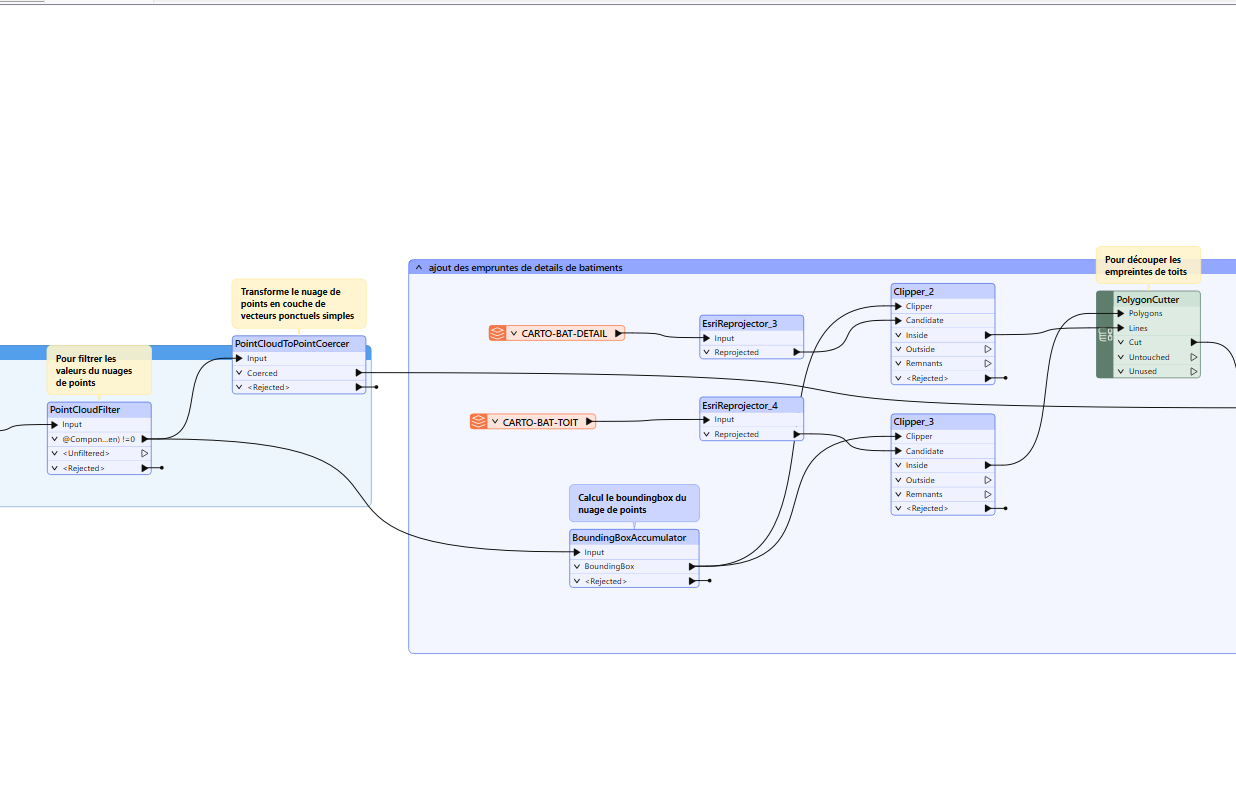 Pour filtrer les
valeurs du nuages
de points
PointCloudFilter
Input
@Compon...en) !=0
<Unfiltered>
<Rejected>
Transforme le nuage de
points en couche de
vecteurs ponctuels simples
PointCloudToPointCoercer
Input
Coerced
<Rejected>
ajout des empruntes de details de batiments
CARTO-BAT-DETAIL
EsriReprojector_3
Input
Reprojected
CARTO-BAT-TOIT
EsriReprojector_4
Input
Reprojected
Calcul le boundingbox du
nuage de points
BoundingBoxAccumulator
Input
BoundingBox
<Rejected>
Clipper_2
Clipper
Candidate
Inside
Outside
Remnants
<Rejected>
Clipper_3
Clipper
Candidate
Inside
Outside
Remnants
<Rejected>
Pour découper les
empreintes de toits
PolygonCutter
Polygons
Lines
Cut
Untouched
Unused